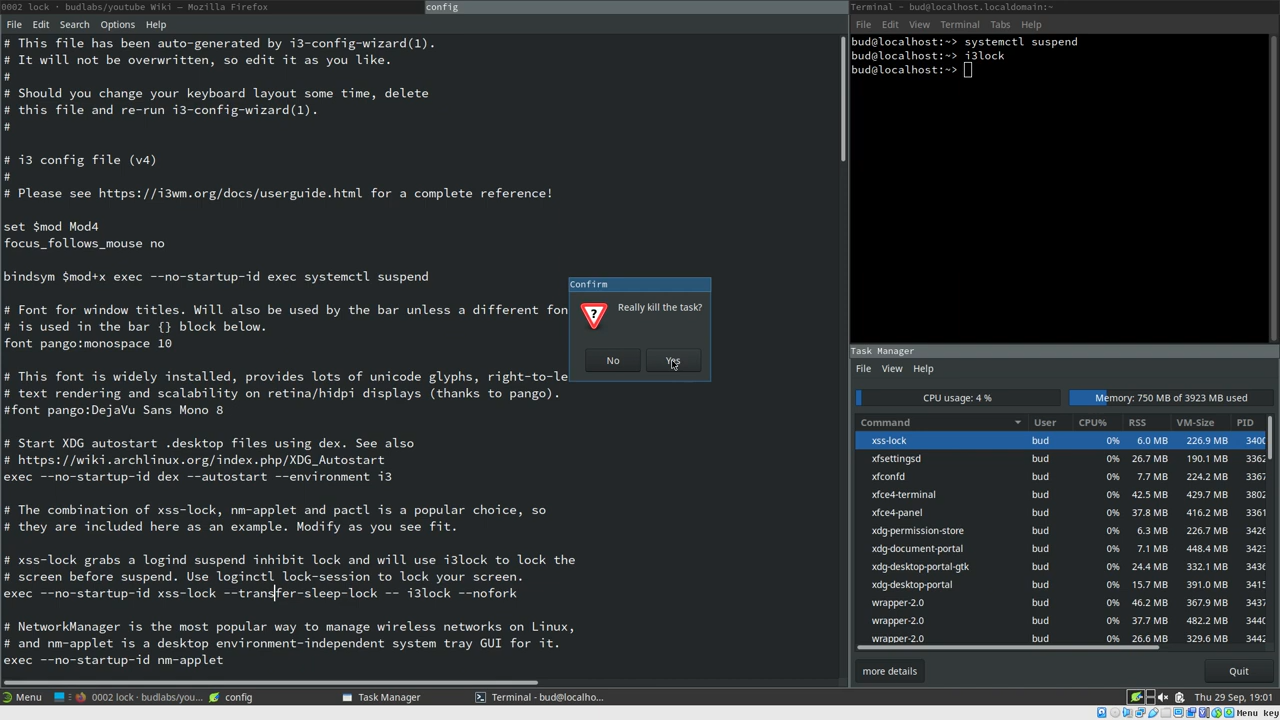 0002 lock · budlabs/youtube Wiki — Mozilla Firefox
config
File Edit Search Options Help
# This file has been auto-generated by i3-config-wizard(1).
# It will not be overwritten, so edit it as you like.
#
# Should you change your keyboard layout some time, delete
# this file and re-run i3-config-wizard(1).
#
# i3 config file (v4)
#
# Please see https://i3wm.org/docs/userguide.html for a complete reference!
set $mod Mod4
focus_follows_mouse no
bindsym $mod+x exec --no-startup-id exec systemctl suspend
# Font for window titles. Will also be used by the bar unless a different fon
# is used in the bar {} block below.
font pango:monospace 10
# This font is widely installed, provides lots of unicode glyphs, right-to-le
# text rendering and scalability on retina/hidpi displays (thanks to pango).
#font pango:DejaVu Sans Mono 8
# Start XDG autostart .desktop files using dex. See also
# https://wiki.archlinux.org/index.php/XDG_Autostart
exec --no-startup-id dex --autostart --environment i3
# The combination of xss-lock, nm-applet and pactl is a popular choice, so
# they are included here as an example. Modify as you see fit.
# xss-lock grabs a logind suspend inhibit lock and will use i3lock to lock the
# screen before suspend. Use loginctl lock-session to lock your screen.
exec --no-startup-id xss-lock --transfer-sleep-lock -- i3lock --nofork
# NetworkManager is the most popular way to manage wireless networks on Linux,
# and nm-applet is a desktop environment-independent system tray GUI for it.
exec --no-startup-id nm-applet
Confirm
Really kill the task?
No Yes
Terminal - bud@localhost.localdomain:~
File Edit View Terminal Tabs Help
bud@localhost:~> systemctl suspend
bud@localhost:~> i3lock
bud@localhost:~>
Task Manager
File View Help
CPU usage: 4 % Memory: 750 MB of 3923 MB used
Command User CPU% RSS VM-Size PID
xss-lock bud 0% 6.0 MB 226.9 MB 3400
xfsettingsd bud 0% 26.7 MB 190.1 MB 3362
xfconfd bud 0% 7.7 MB 224.2 MB 3367
xfce4-terminal bud 0% 42.5 MB 429.7 MB 3802
xfce4-panel bud 0% 37.8 MB 416.2 MB 3361
xdg-permission-store bud 0% 6.3 MB 237.7 MB 3426
xdg-document-portal bud 0% 7.1 MB 448.4 MB 3423
xdg-desktop-portal-gtk bud 0% 24.4 MB 332.1 MB 3436
xdg-desktop-portal bud 0% 15.7 MB 391.0 MB 3415
wrapper-2.0 bud 0% 46.2 MB 367.9 MB 3437
wrapper-2.0 bud 0% 37.7 MB 482.2 MB 3440
wrapper-2.0 bud 0% 26.6 MB 329.6 MB 3442
more details Quit
Menu 0002 lock · budlabs/you... config Task Manager Terminal - bud@localho... Thu 29 Sep, 19:01
Menu key